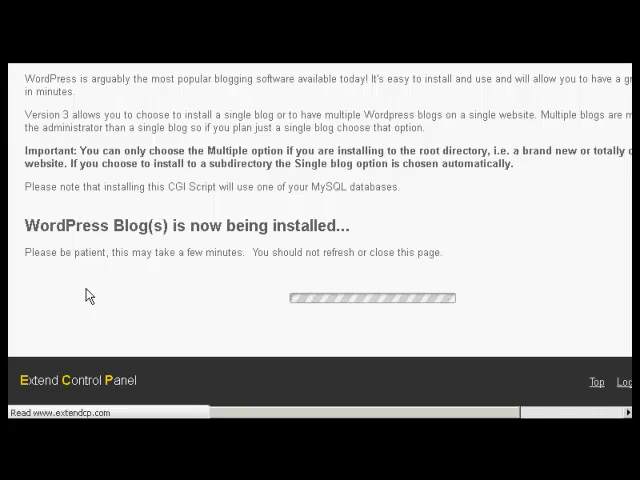 WordPress is arguably the most popular blogging software available today! It's easy to install and use and will allow you to have a
in minutes.
Version 3 allows you to choose to install a single blog or to have multiple Wordpress blogs on a single website. Multiple blogs are
the administrator than a single blog so if you plan just a single blog choose that option.
Important: You can only choose the Multiple option if you are installing to the root directory, i.e. a brand new or totally
website. If you choose to install to a subdirectory the Single blog option is chosen automatically.
Please note that installing this CGI Script will use one of your MySQL databases.
WordPress Blog(s) is now being installed...
Please be patient, this may take a few minutes. You should not refresh or close this page.
Extend Control Panel
Top
Read www.extendcp.com